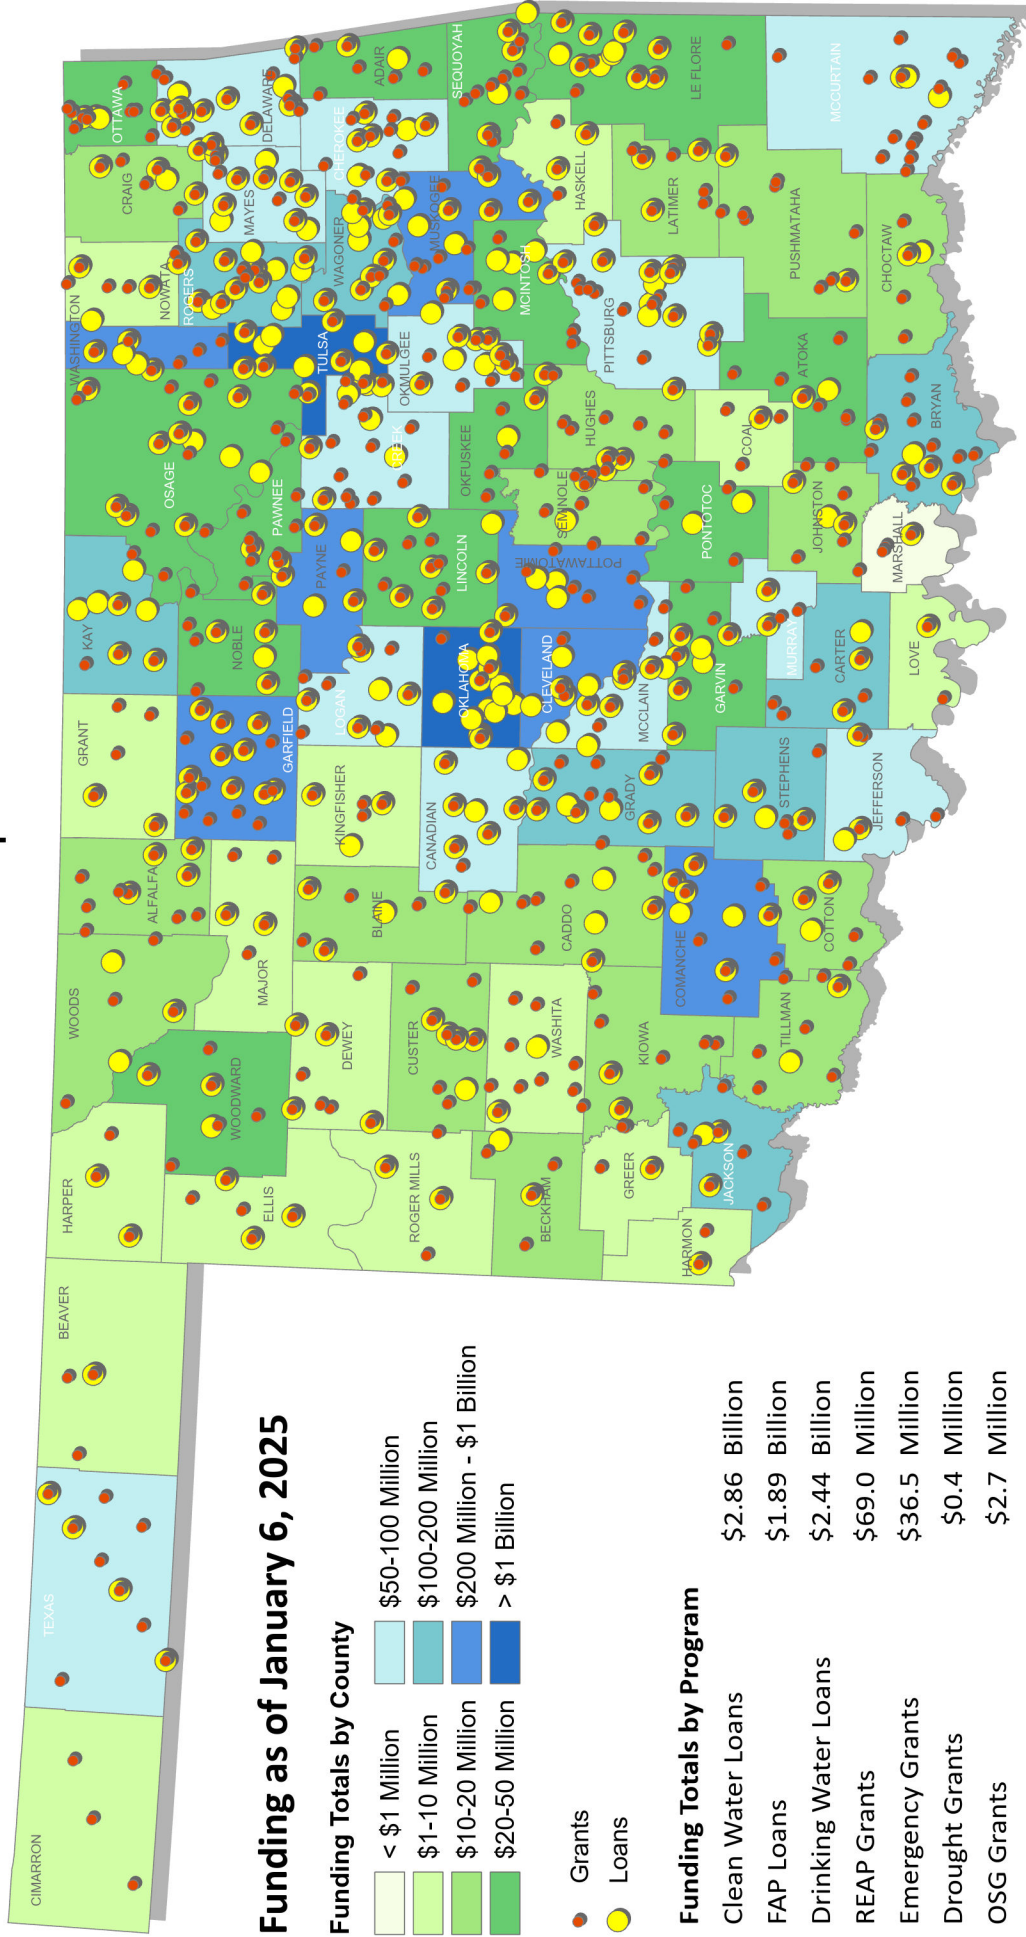 Funding as of January 6, 2025
Funding Totals by County
< $1 Million
$1-10 Million
$10-20 Million
$20-50 Million
$50-100 Million
$100-200 Million
$200 Million - $1 Billion
> $1 Billion
Grants
Loans
Funding Totals by Program
Clean Water Loans $2.86 Billion
FAP Loans $1.89 Billion
Drinking Water Loans $2.44 Billion
REAP Grants $69.0 Million
Emergency Grants $36.5 Million
Drought Grants $0.4 Million
OSG Grants $2.7 Million
CIMARRON
TEXAS
BEAVER
HARPER
WOODS
ALFALFA
GRANT
KAY
OSAGE
WASHINGTON
NOWATA
CRAIG
OTTAWA
ELLIS
WOODWARD
MAJOR
GARFIELD
NOBLE
PAWNEE
ROGERS
MAYES
DELAWARE
ROGER MILLS
DEWEY
BLAINE
KINGFISHER
LOGAN
PAYNE
CREEK
TULSA
WAGONER
CHEROKEE
ADAIR
CUSTER
CANADIAN
OKLAHOMA
LINCOLN
OKFUSKEE
OKMULGEE
MUSKOGEE
SEQUOYAH
BECKHAM
WASHITA
CADDO
GRADY
CLEVELAND
POTTAWATOMIE
SEMINOLE
HUGHES
MCINTOSH
HASKELL
GREER
KIOWA
MCCLAIN
PITTSBURG
LATIMER
LE FLORE
HARMON
JACKSON
TILLMAN
COMANCHE
COTTON
STEPHENS
GARVIN
PONTOTOC
COAL
ATOKA
PUSHMATAHA
MCCURTAIN
JEFFERSON
CARTER
MURRAY
JOHNSTON
LOVE
MARSHALL
BRYAN
CHOCTAW